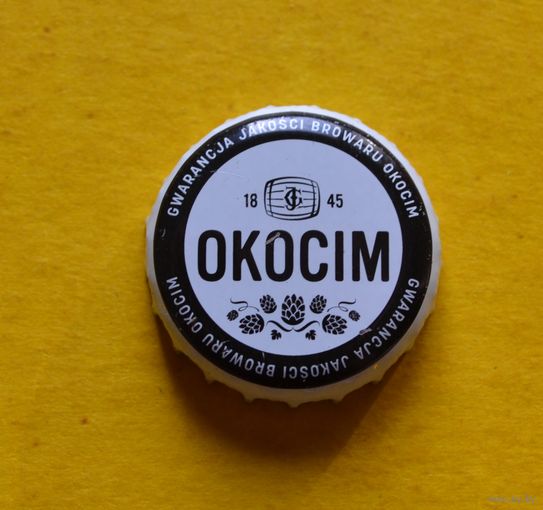 GWARANCJA JAKOŚCI BROWARU OKOCIM
18 45
OKOCIM
GWARANCJA JAKOŚCI BROWARU OKOCIM